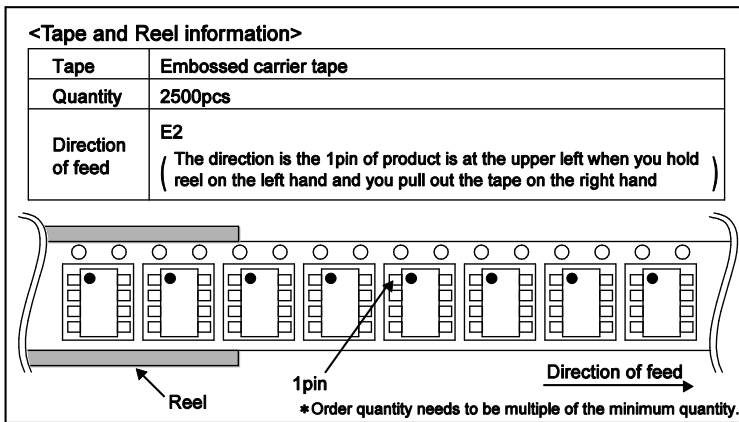 <Tape and Reel information>
Tape Embossed carrier tape
Quantity 2500pcs
Direction of feed E2
( The direction is the 1pin of product is at the upper left when you hold
reel on the left hand and you pull out the tape on the right hand )
1pin
Direction of feed
Reel
*Order quantity needs to be multiple of the minimum quantity.